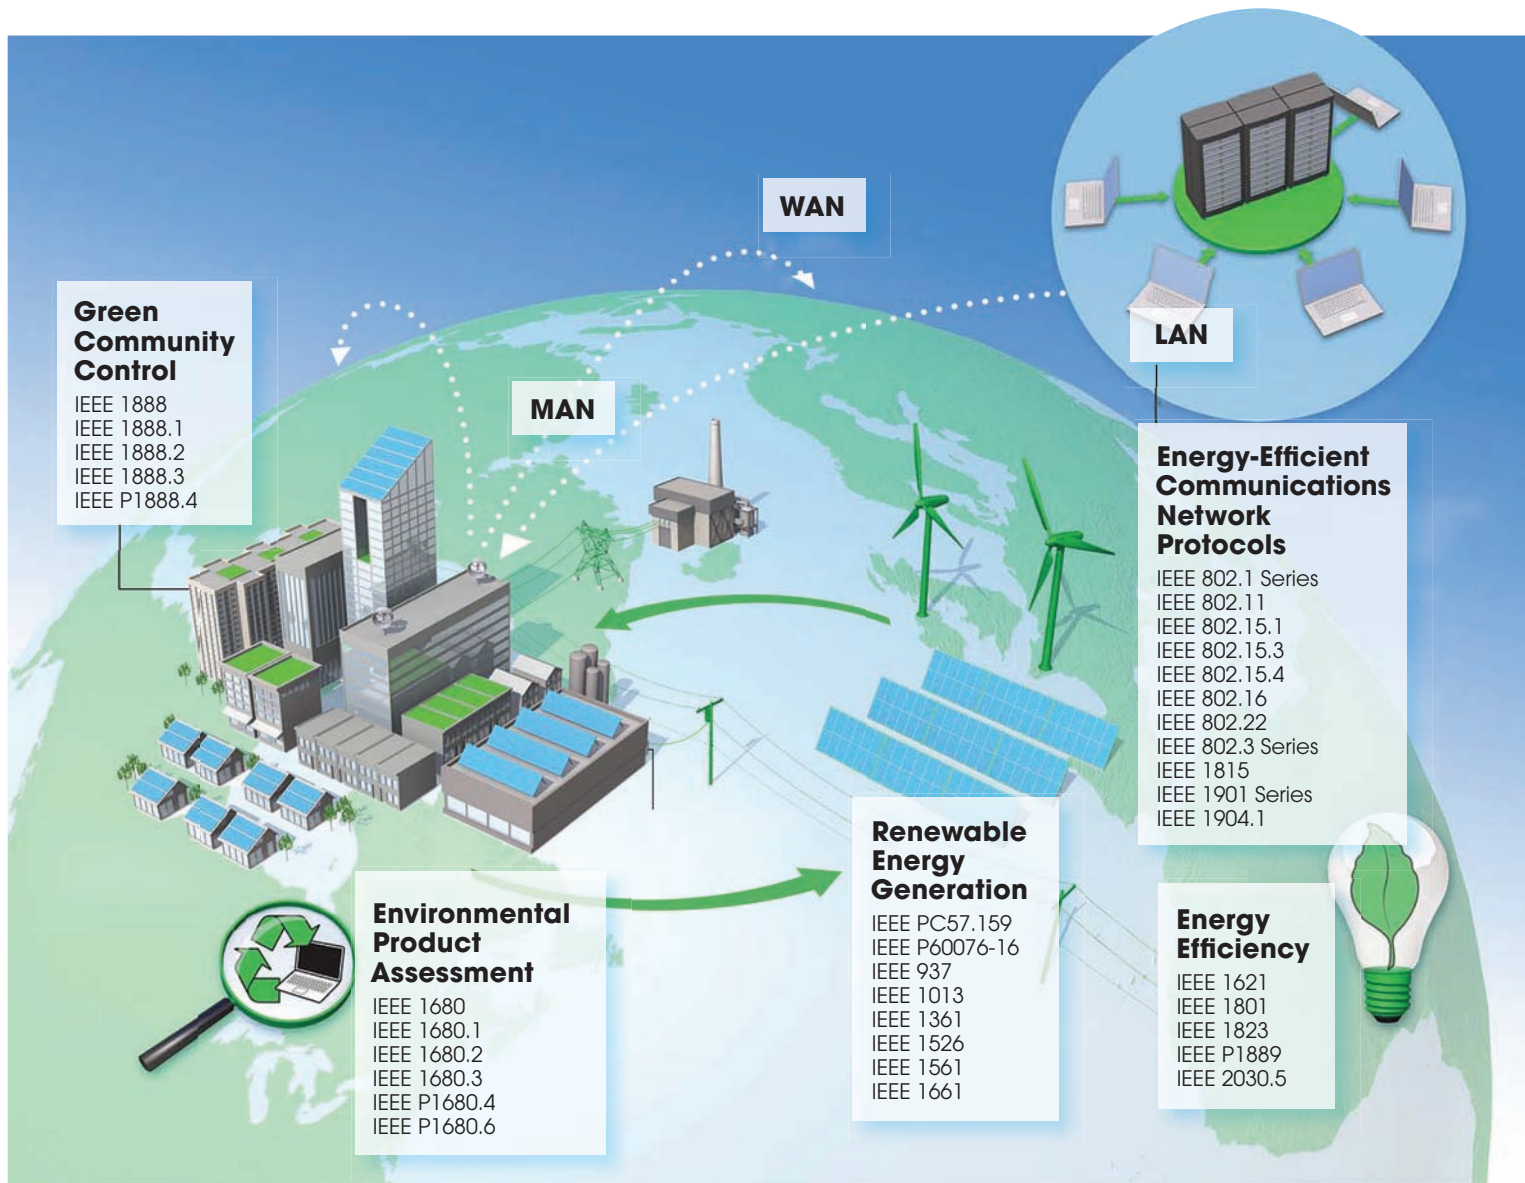 WAN
LAN
MAN
Green
Community
Control
IEEE 1888
IEEE 1888.1
IEEE 1888.2
IEEE 1888.3
IEEE P1888.4
Energy-Efficient
Communications
Network
Protocols
IEEE 802.1 Series
IEEE 802.11
IEEE 802.15.1
IEEE 802.15.3
IEEE 802.15.4
IEEE 802.16
IEEE 802.22
IEEE 802.3 Series
IEEE 1815
IEEE 1901 Series
IEEE 1904.1
Environmental
Product
Assessment
IEEE 1680
IEEE 1680.1
IEEE 1680.2
IEEE 1680.3
IEEE P1680.4
IEEE P1680.6
Renewable
Energy
Generation
IEEE PC57.159
IEEE P60076-16
IEEE 937
IEEE 1013
IEEE 1361
IEEE 1526
IEEE 1561
IEEE 1661
Energy
Efficiency
IEEE 1621
IEEE 1801
IEEE 1823
IEEE P1889
IEEE 2030.5